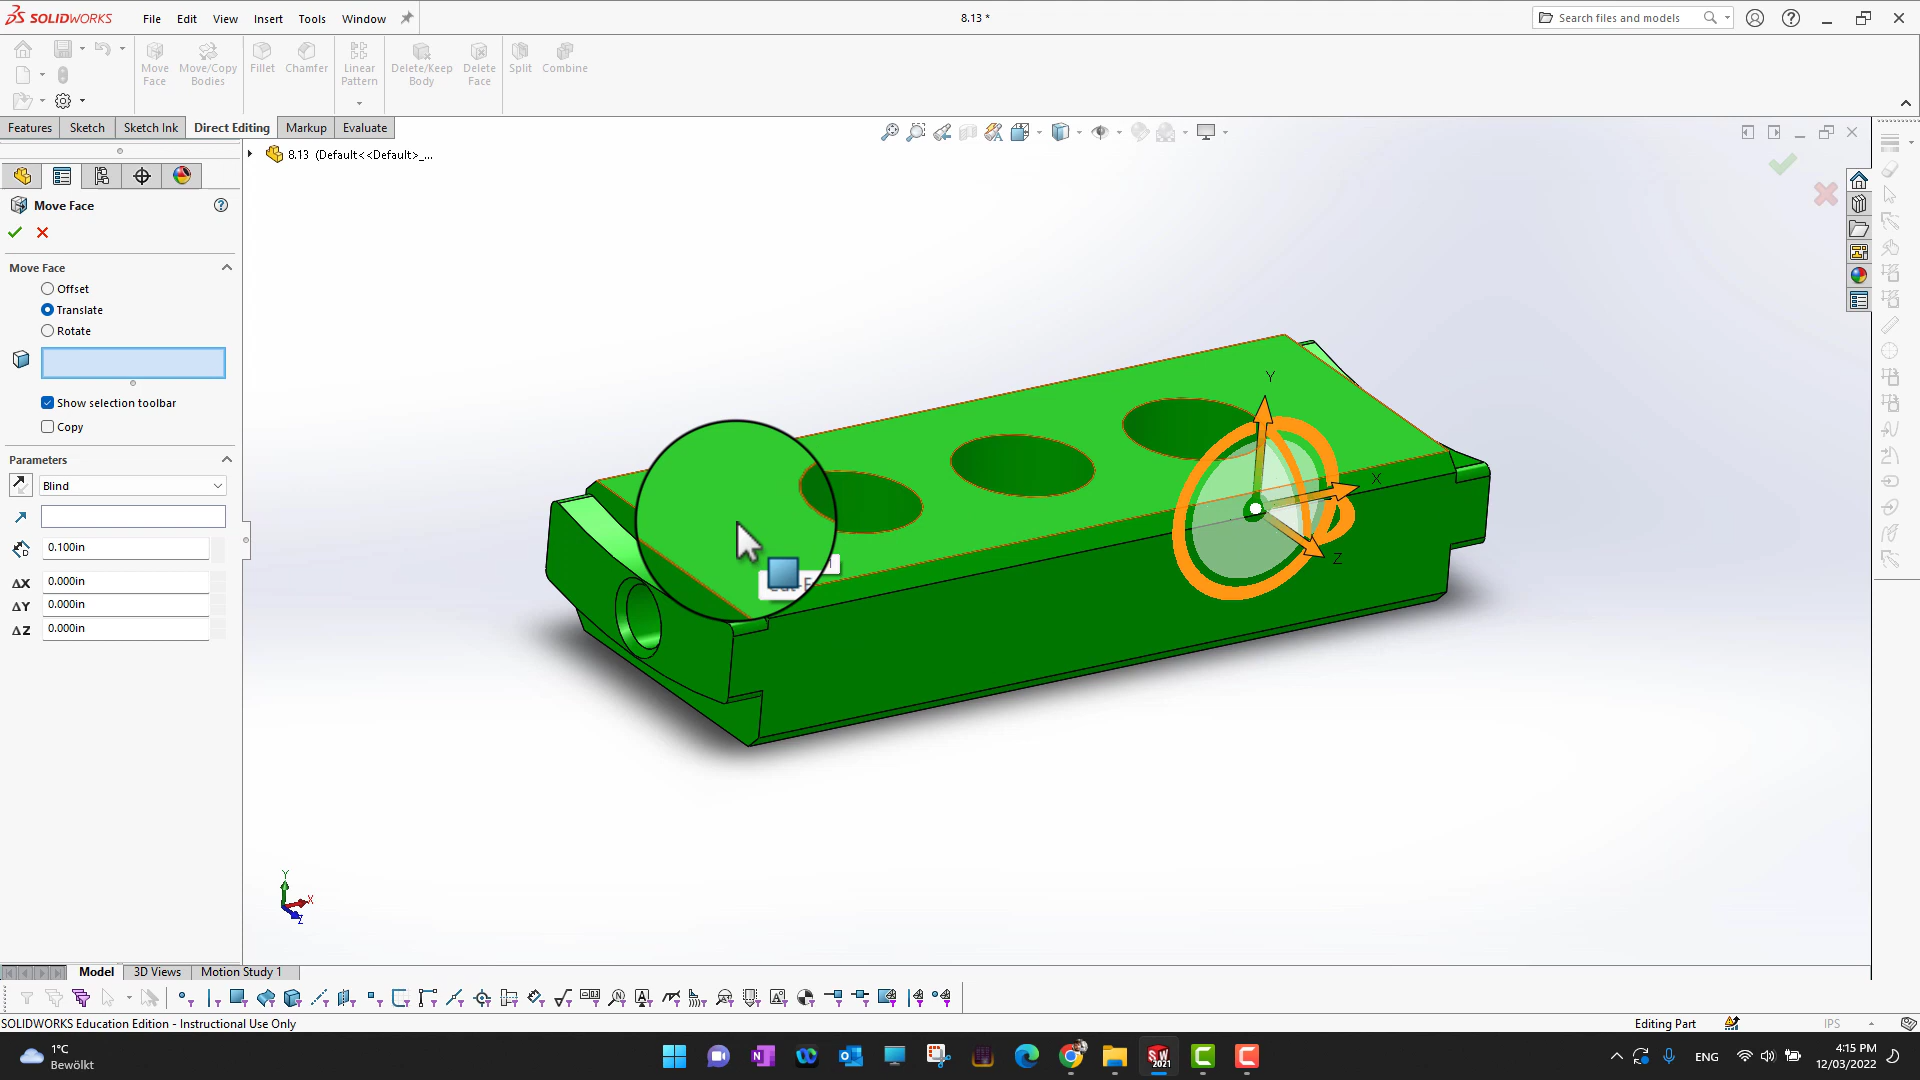 SOLIDWORKS File Edit View Insert Tools Window 8.13 * Search files and models
Move Face
Move/Copy Bodies
Fillet
Chamfer
Linear Pattern
Delete/Keep Body
Delete Face
Split
Combine
Features Sketch Sketch Ink Direct Editing Markup Evaluate
8.13 (Default<<Default>_...
Move Face
Move Face
Offset
Translate
Rotate
Show selection toolbar
Copy
Parameters
Blind
0.100in
ΔX 0.000in
ΔY 0.000in
ΔZ 0.000in
Y
X
Z
Y
X
Z
Model 3D Views Motion Study 1
SOLIDWORKS Education Edition - Instructional Use Only Editing Part IPS
1°C
Bewölkt
ENG
4:15 PM
12/03/2022